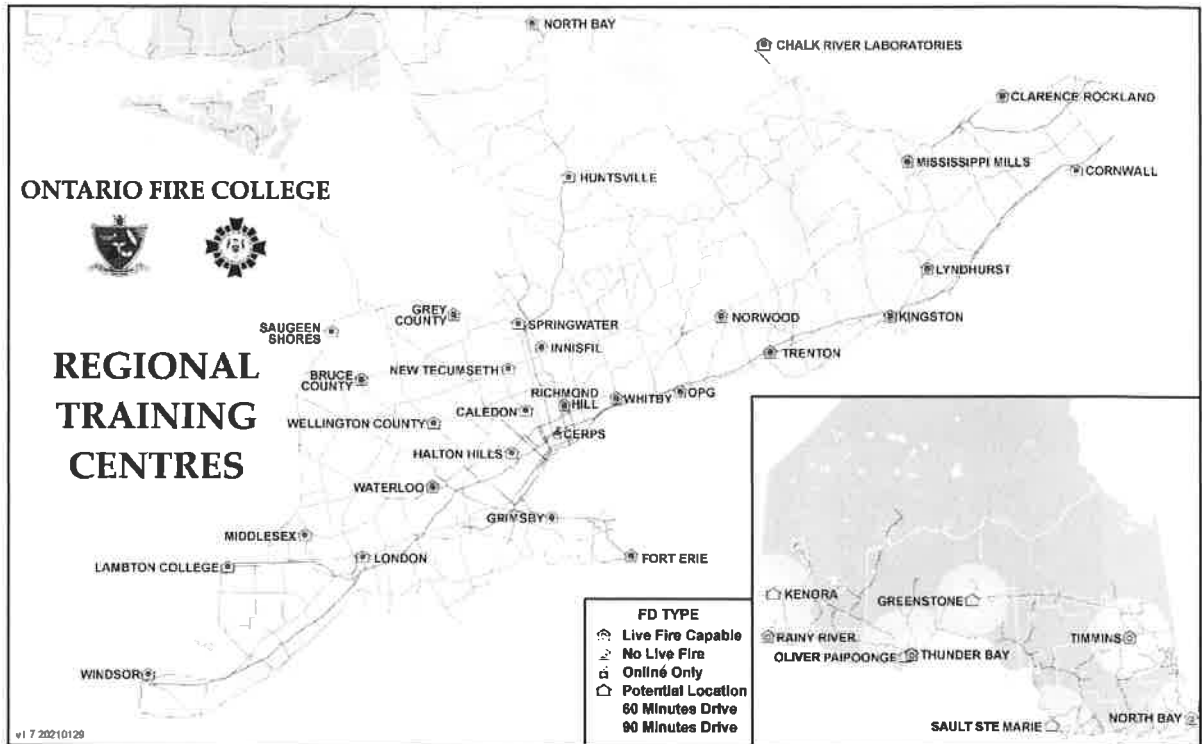 NORTH BAY
CHALK RIVER LABORATORIES
CLARENCE ROCKLAND
MISSISSIPPI MILLS
CORNWALL
HUNTSVILLE
ONTARIO FIRE COLLEGE
LYNDHURST
GREY
COUNTY
SPRINGWATER
NORWOOD
KINGSTON
SAUGEEN
SHORES
INNISFIL
TRENTON
REGIONAL
TRAINING
CENTRES
BRUCE
COUNTY
NEW TECUMSETH
RICHMOND
HILL
WHITBY
OPG
CALEDON
WELLINGTON COUNTY
CERPS
HALTON HILLS
WATERLOO
GRIMSBY
MIDDLESEX
LONDON
FORT ERIE
LAMBTON COLLEGE
WINDSOR
FD TYPE
Live Fire Capable
No Live Fire
Online Only
Potential Location
60 Minutes Drive
90 Minutes Drive
KENORA
GREENSTONE
RAINY RIVER
TIMMINS
OLIVER PAIPOONGE
THUNDER BAY
SAULT STE MARIE
NORTH BAY
v1 7 20210129